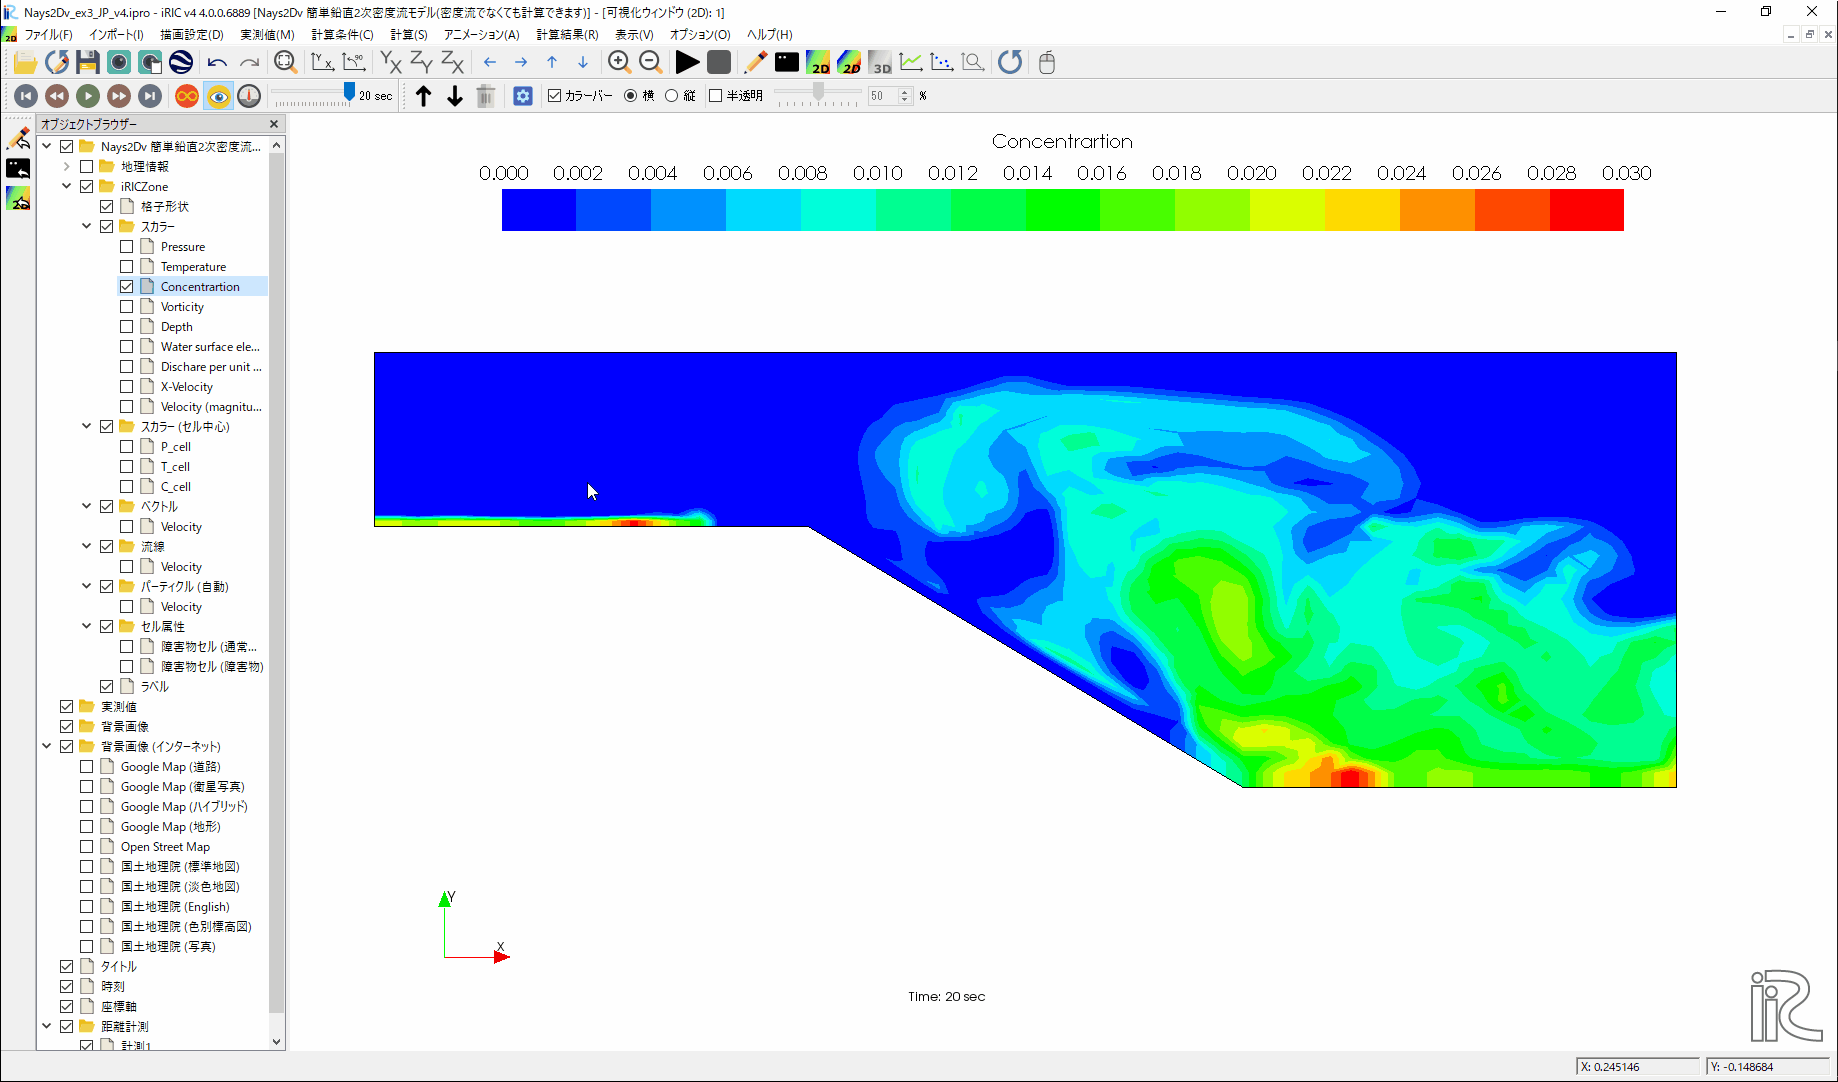 Nays2Dv_ex3_JP_v4.ipro - iRIC v4 4.0.0.6889 [Nays2Dv 簡単鉛直2次密度流モデル(密度流でなくても計算できます)] - [可視化ウィンドウ (2D): 1]
ファイル(F) インポート(I) 描画設定(D) 実測値(M) 計算条件(C) 計算(S) アニメーション(A) 計算結果(R) 表示(V) オプション(O) ヘルプ(H)
20 sec カラーバー 横 縦 半透明 50 %
オブジェクトブラウザー
Nays2Dv 簡単鉛直2次密度流...
地理情報
iRICZone
格子形状
スカラー
Pressure
Temperature
Concentrartion
Vorticity
Depth
Water surface ele...
Dischare per unit ...
X-Velocity
Velocity (magnitu...
スカラー (セル中心)
P_cell
T_cell
C_cell
ベクトル
Velocity
流線
Velocity
パーティクル (自動)
Velocity
セル属性
障害物セル (通常...
障害物セル (障害物)
ラベル
実測値
背景画像
背景画像 (インターネット)
Google Map (道路)
Google Map (衛星写真)
Google Map (ハイブリッド)
Google Map (地形)
Open Street Map
国土地理院 (標準地図)
国土地理院 (淡色地図)
国土地理院 (English)
国土地理院 (色別標高図)
国土地理院 (写真)
タイトル
時刻
座標軸
距離計測
計測1
Concentrartion
0.000 0.002 0.004 0.006 0.008 0.010 0.012 0.014 0.016 0.018 0.020 0.022 0.024 0.026 0.028 0.030
Y
X
Time: 20 sec
iRIC
X: 0.245146 Y: -0.148684